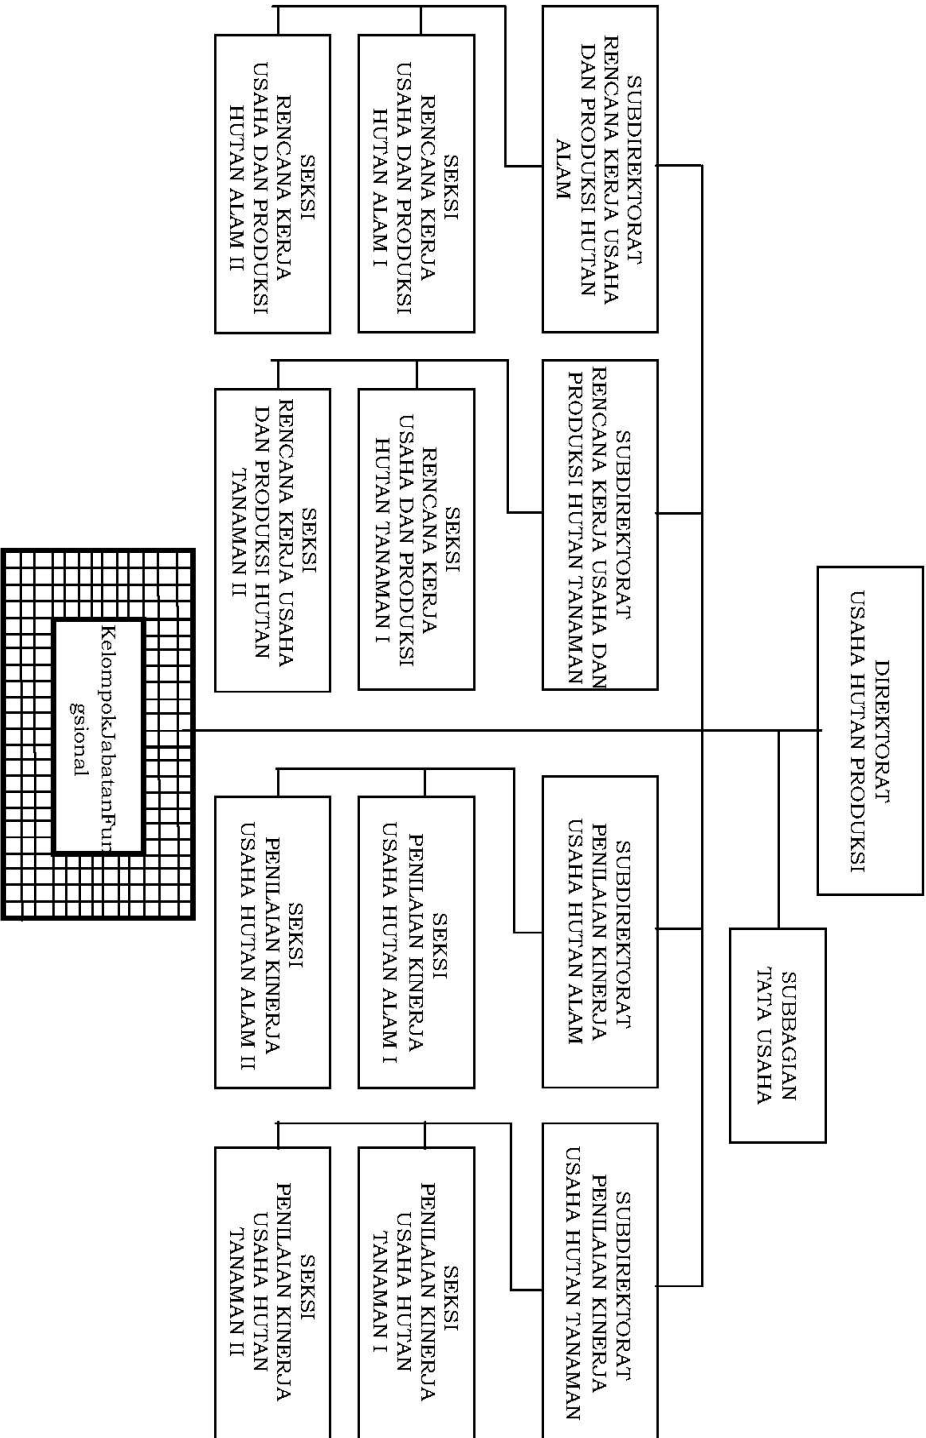 DIREKTORAT
USAHA HUTAN PRODUKSI
SUBBAGIAN
TATA USAHA
SUBDIREKTORAT
RENCANA KERJA USAHA
DAN PRODUKSI HUTAN
ALAM
SUBDIREKTORAT
RENCANA KERJA USAHA DAN
PRODUKSI HUTAN TANAMAN
SUBDIREKTORAT
PENILAIAN KINERJA
USAHA HUTAN ALAM
SUBDIREKTORAT
PENILAIAN KINERJA
USAHA HUTAN TANAMAN
SEKSI
RENCANA KERJA
USAHA DAN PRODUKSI
HUTAN ALAM I
SEKSI
RENCANA KERJA
USAHA DAN PRODUKSI
HUTAN TANAMAN I
SEKSI
PENILAIAN KINERJA
USAHA HUTAN ALAM I
SEKSI
PENILAIAN KINERJA
USAHA HUTAN
TANAMAN I
SEKSI
RENCANA KERJA
USAHA DAN PRODUKSI
HUTAN ALAM II
SEKSI
RENCANA KERJA USAHA
DAN PRODUKSI HUTAN
TANAMAN II
SEKSI
PENILAIAN KINERJA
USAHA HUTAN ALAM II
SEKSI
PENILAIAN KINERJA
USAHA HUTAN
TANAMAN II
KelompokJabatanFun
gsional